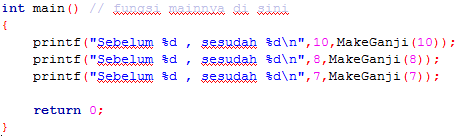 int main() // fungsi mainnya di sini
{
    printf("Sebelum %d , sesudah %d\n",10,MakeGanji(10));
    printf("Sebelum %d , sesudah %d\n",8,MakeGanji(8));
    printf("Sebelum %d , sesudah %d\n",7,MakeGanji(7));
    return 0;
}